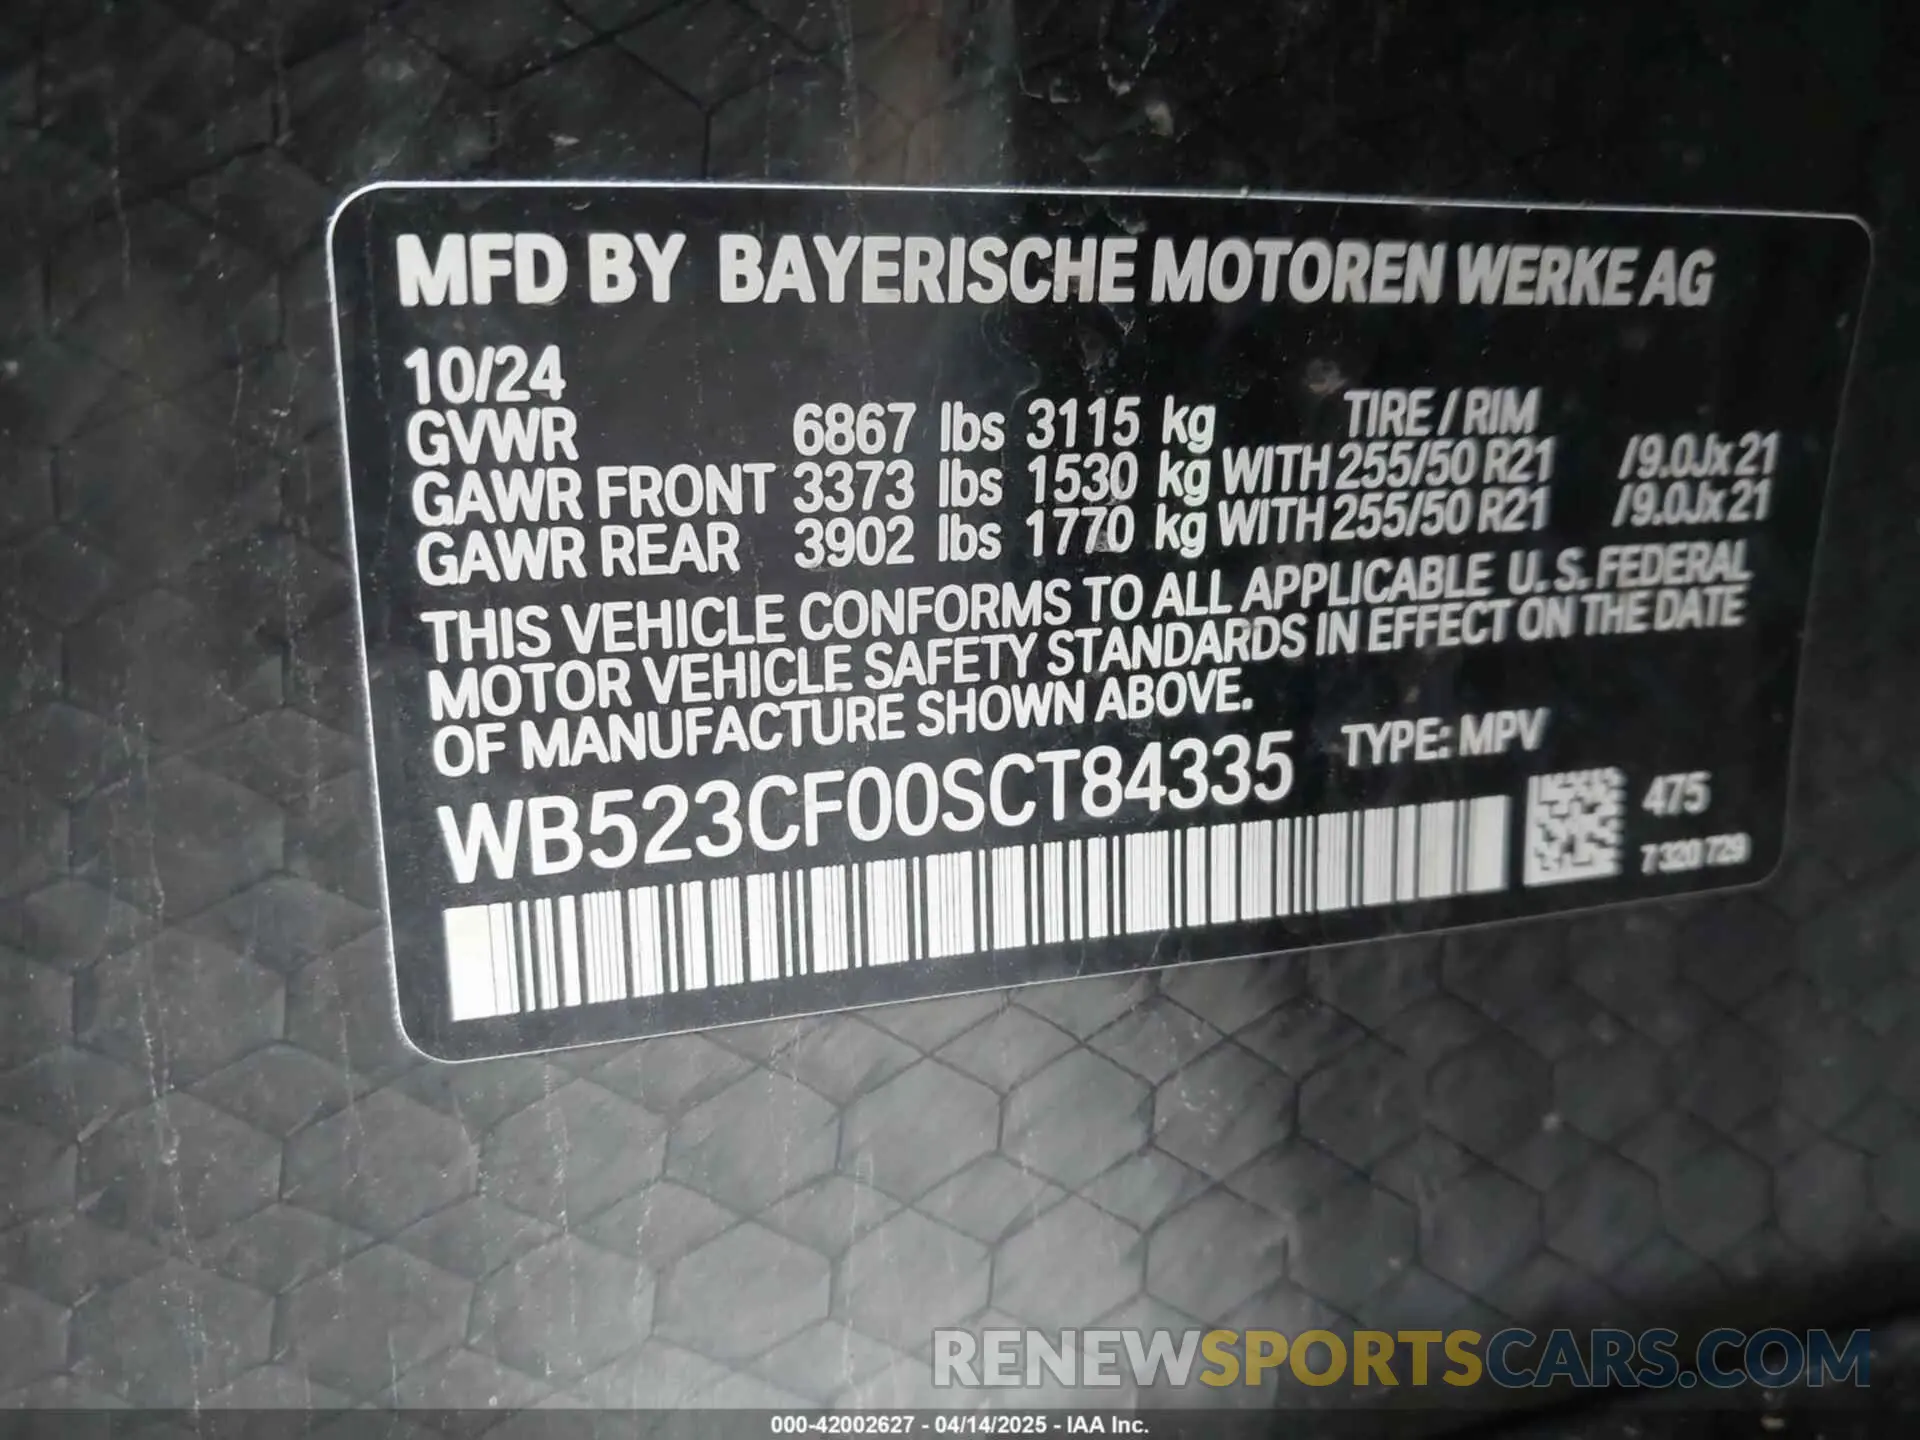 MFD BY BAYERISCHE MOTOREN WERKE AG
10/24
GVWR 6867 lbs 3115 kg TIRE / RIM
GAWR FRONT 3373 lbs 1530 kg WITH 255/50 R21 /9.0Jx21
GAWR REAR 3902 lbs 1770 kg WITH 255/50 R21 /9.0Jx21
THIS VEHICLE CONFORMS TO ALL APPLICABLE U.S. FEDERAL
MOTOR VEHICLE SAFETY STANDARDS IN EFFECT ON THE DATE
OF MANUFACTURE SHOWN ABOVE.
WB523CF00SCT84335 TYPE: MPV
475
7 320 729
RENEWSPORTSCARS.COM
000-42002627 - 04/14/2025 - IAA Inc.